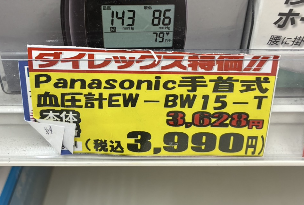 143 86
79
ダイレックス特価!!
Panasonic手首式
血圧計EW-BW15-T
本体 3,628円
(税込 3,990円)